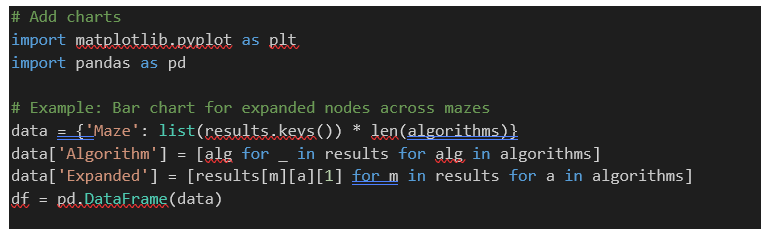 # Add charts
import matplotlib.pyplot as plt
import pandas as pd
# Example: Bar chart for expanded nodes across mazes
data = {'Maze': list(results.keys()) * len(algorithms)}
data['Algorithm'] = [alg for _ in results for alg in algorithms]
data['Expanded'] = [results[m][a][1] for m in results for a in algorithms]
df = pd.DataFrame(data)